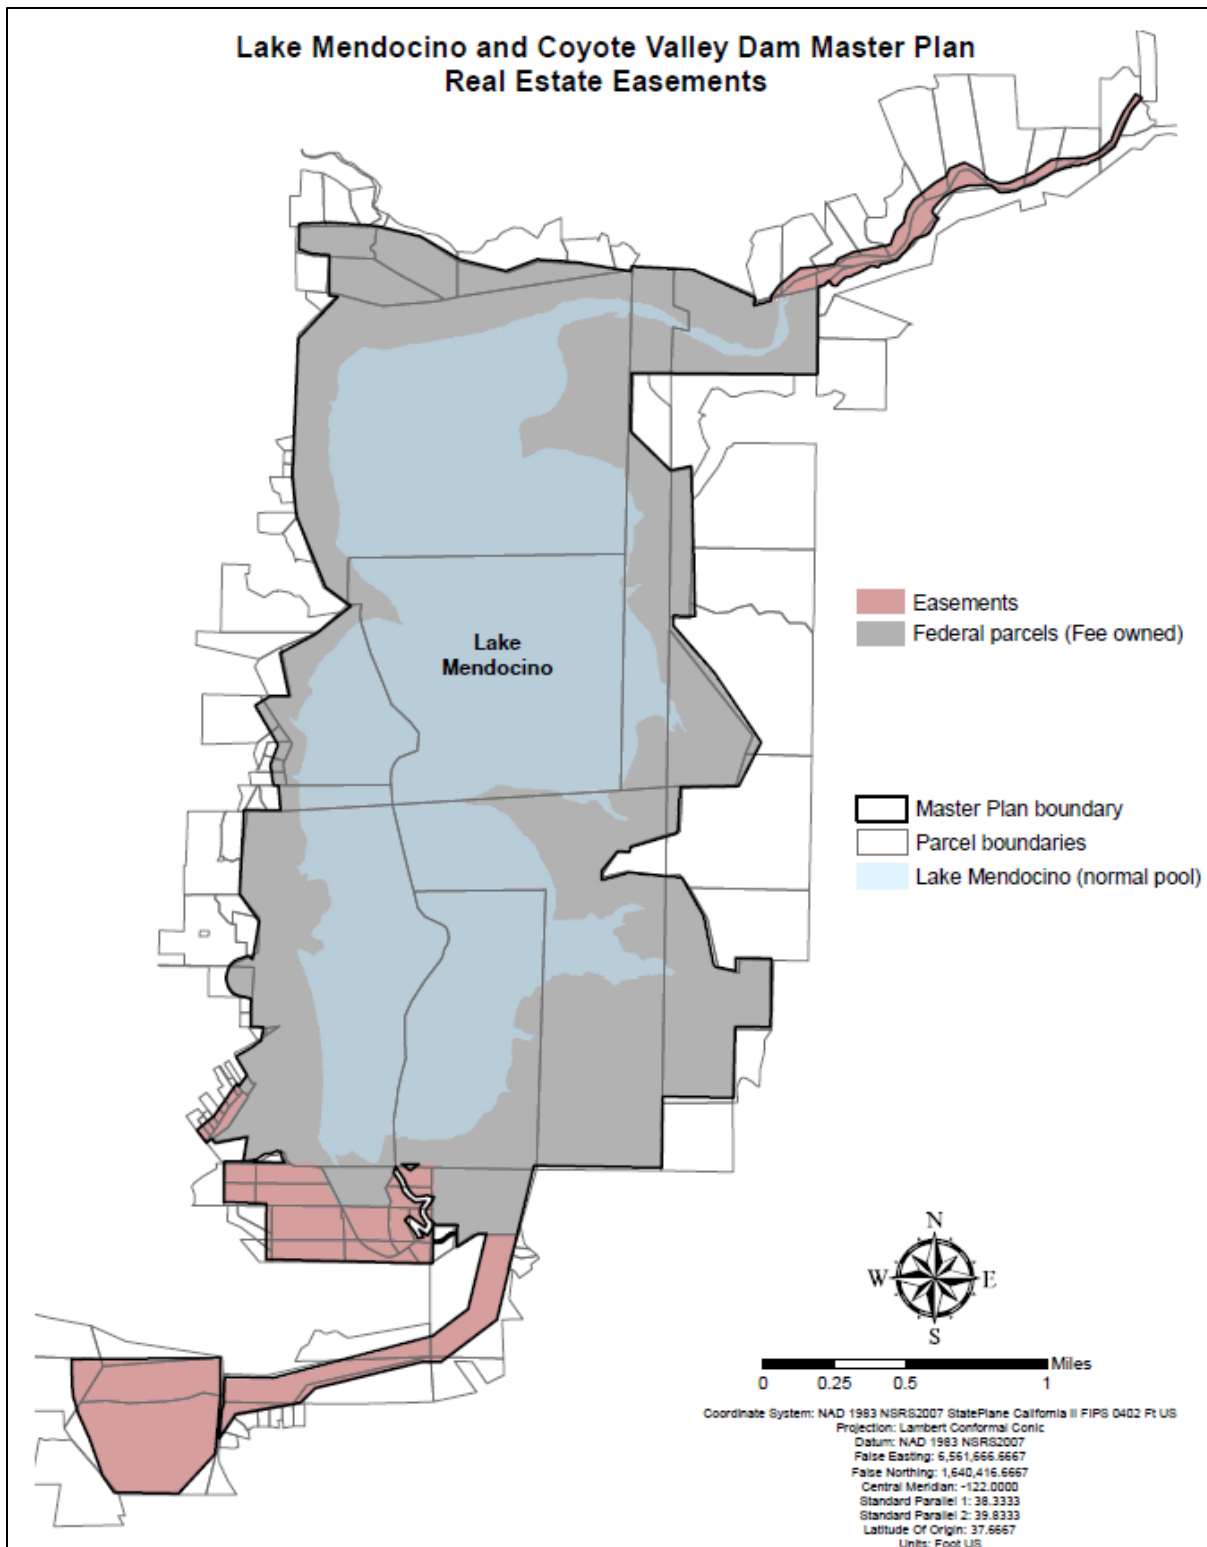 Lake Mendocino and Coyote Valley Dam Master Plan
Real Estate Easements
Lake
Mendocino
Easements
Federal parcels (Fee owned)
Master Plan boundary
Parcel boundaries
Lake Mendocino (normal pool)
N
W
E
S
Miles
0 0.25 0.5 1
Coordinate System: NAD 1983 NSRS2007 StatePlane California II FIPS 0402 Ft US
Projection: Lambert Conformal Conic
Datum: NAD 1983 NSRS2007
False Easting: 6,561,666.6667
False Northing: 1,640,416.6667
Central Meridian: -122.0000
Standard Parallel 1: 38.3333
Standard Parallel 2: 39.8333
Latitude Of Origin: 37.6667
Units: Foot US